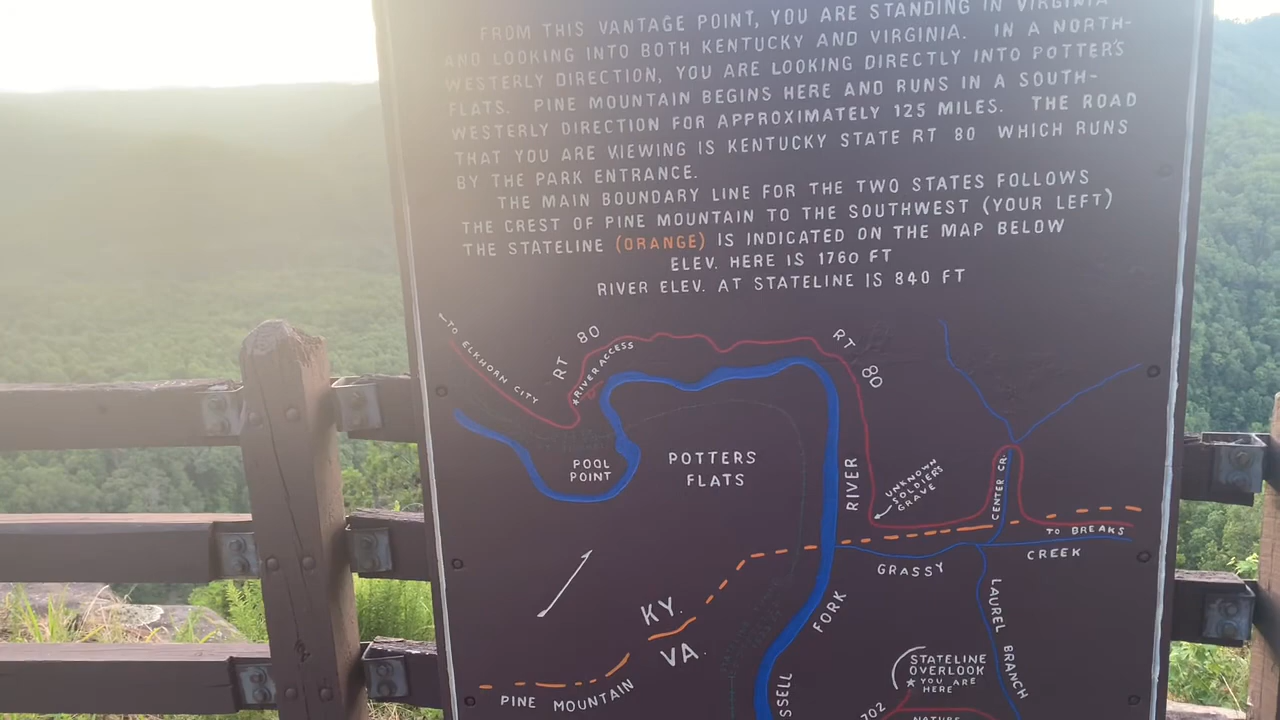 FROM THIS VANTAGE POINT, YOU ARE STANDING IN VIRGINIA
AND LOOKING INTO BOTH KENTUCKY AND VIRGINIA. IN A NORTH-
WESTERLY DIRECTION, YOU ARE LOOKING DIRECTLY INTO POTTER'S
FLATS. PINE MOUNTAIN BEGINS HERE AND RUNS IN A SOUTH-
WESTERLY DIRECTION FOR APPROXIMATELY 125 MILES. THE ROAD
THAT YOU ARE VIEWING IS KENTUCKY STATE RT 80 WHICH RUNS
BY THE PARK ENTRANCE.
THE MAIN BOUNDARY LINE FOR THE TWO STATES FOLLOWS
THE CREST OF PINE MOUNTAIN TO THE SOUTHWEST (YOUR LEFT)
THE STATELINE (ORANGE) IS INDICATED ON THE MAP BELOW
ELEV. HERE IS 1760 FT
RIVER ELEV. AT STATELINE IS 840 FT
TO ELKHORN CITY
RT 80
RIVER ACCESS
RT 80
POOL
POINT
POTTERS
FLATS
RIVER
UNKNOWN
SOLDIER'S
GRAVE
CENTER CR.
TO BREAKS
GRASSY
CREEK
KY.
VA.
FORK
LAUREL BRANCH
PINE MOUNTAIN
SSELL
STATELINE
OVERLOOK
YOU ARE
HERE
702
NATURE